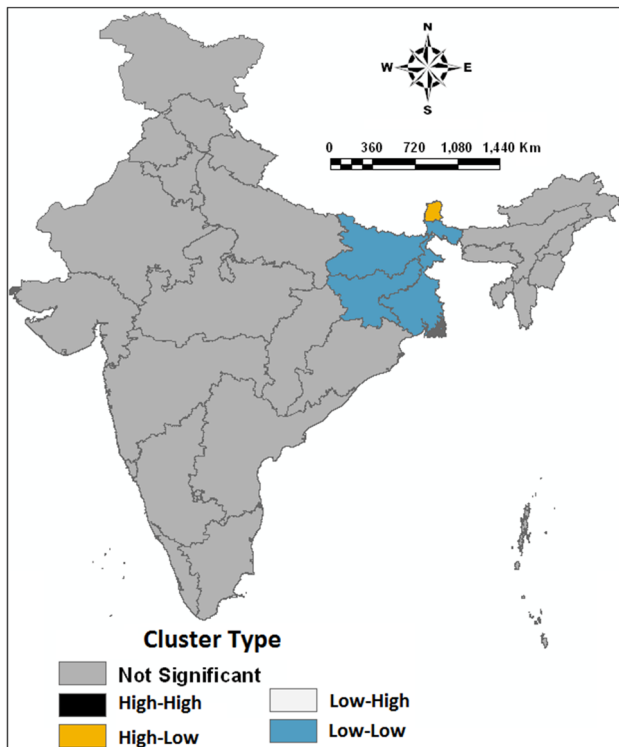 N
W E
S
0 360 720 1,080 1,440 Km
Cluster Type
Not Significant
High-High Low-High
High-Low Low-Low